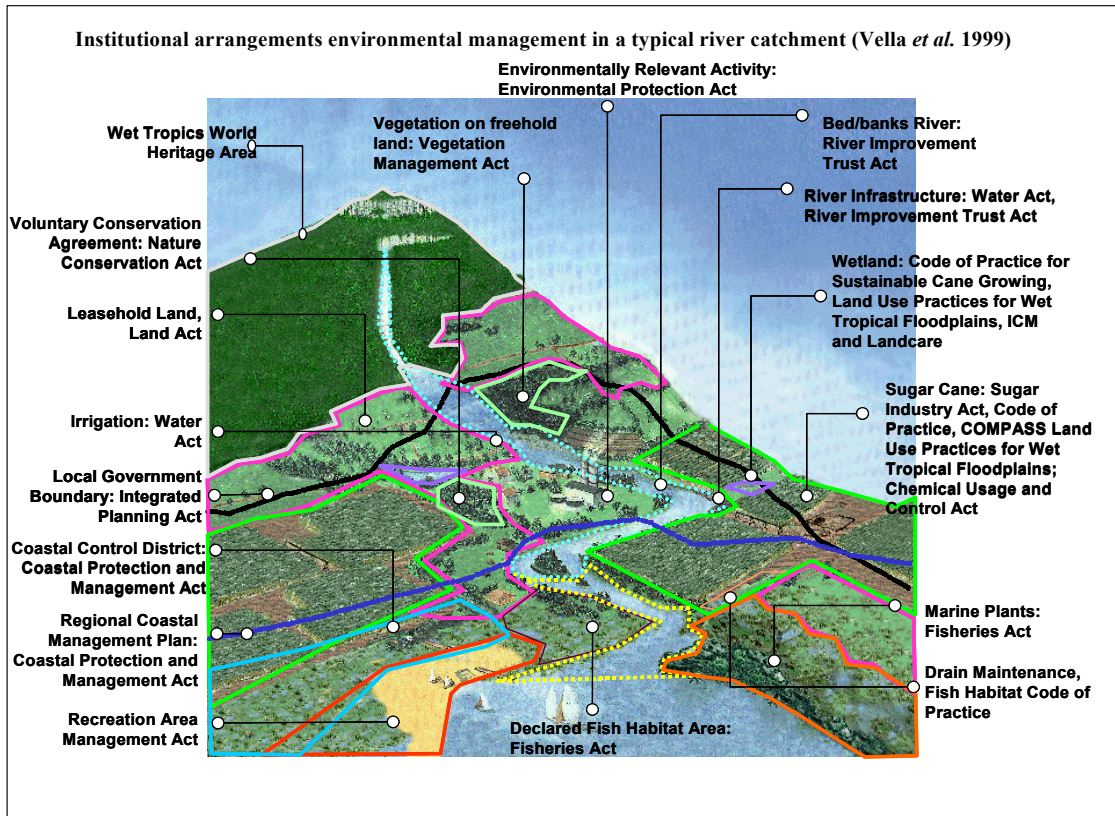 Institutional arrangements environmental management in a typical river catchment (Vella et al. 1999)
Environmentally Relevant Activity:
Environmental Protection Act
Wet Tropics World
Heritage Area
Vegetation on freehold
land: Vegetation
Management Act
Bed/banks River:
River Improvement
Trust Act
River Infrastructure: Water Act,
River Improvement Trust Act
Voluntary Conservation
Agreement: Nature
Conservation Act
Wetland: Code of Practice for
Sustainable Cane Growing,
Land Use Practices for Wet
Tropical Floodplains, ICM
and Landcare
Leasehold Land,
Land Act
Sugar Cane: Sugar
Industry Act, Code of
Practice, COMPASS Land
Use Practices for Wet
Tropical Floodplains;
Chemical Usage and
Control Act
Irrigation: Water
Act
Local Government
Boundary: Integrated
Planning Act
Coastal Control District:
Coastal Protection and
Management Act
Regional Coastal
Management Plan:
Coastal Protection and
Management Act
Marine Plants:
Fisheries Act
Drain Maintenance,
Fish Habitat Code of
Practice
Recreation Area
Management Act
Declared Fish Habitat Area:
Fisheries Act